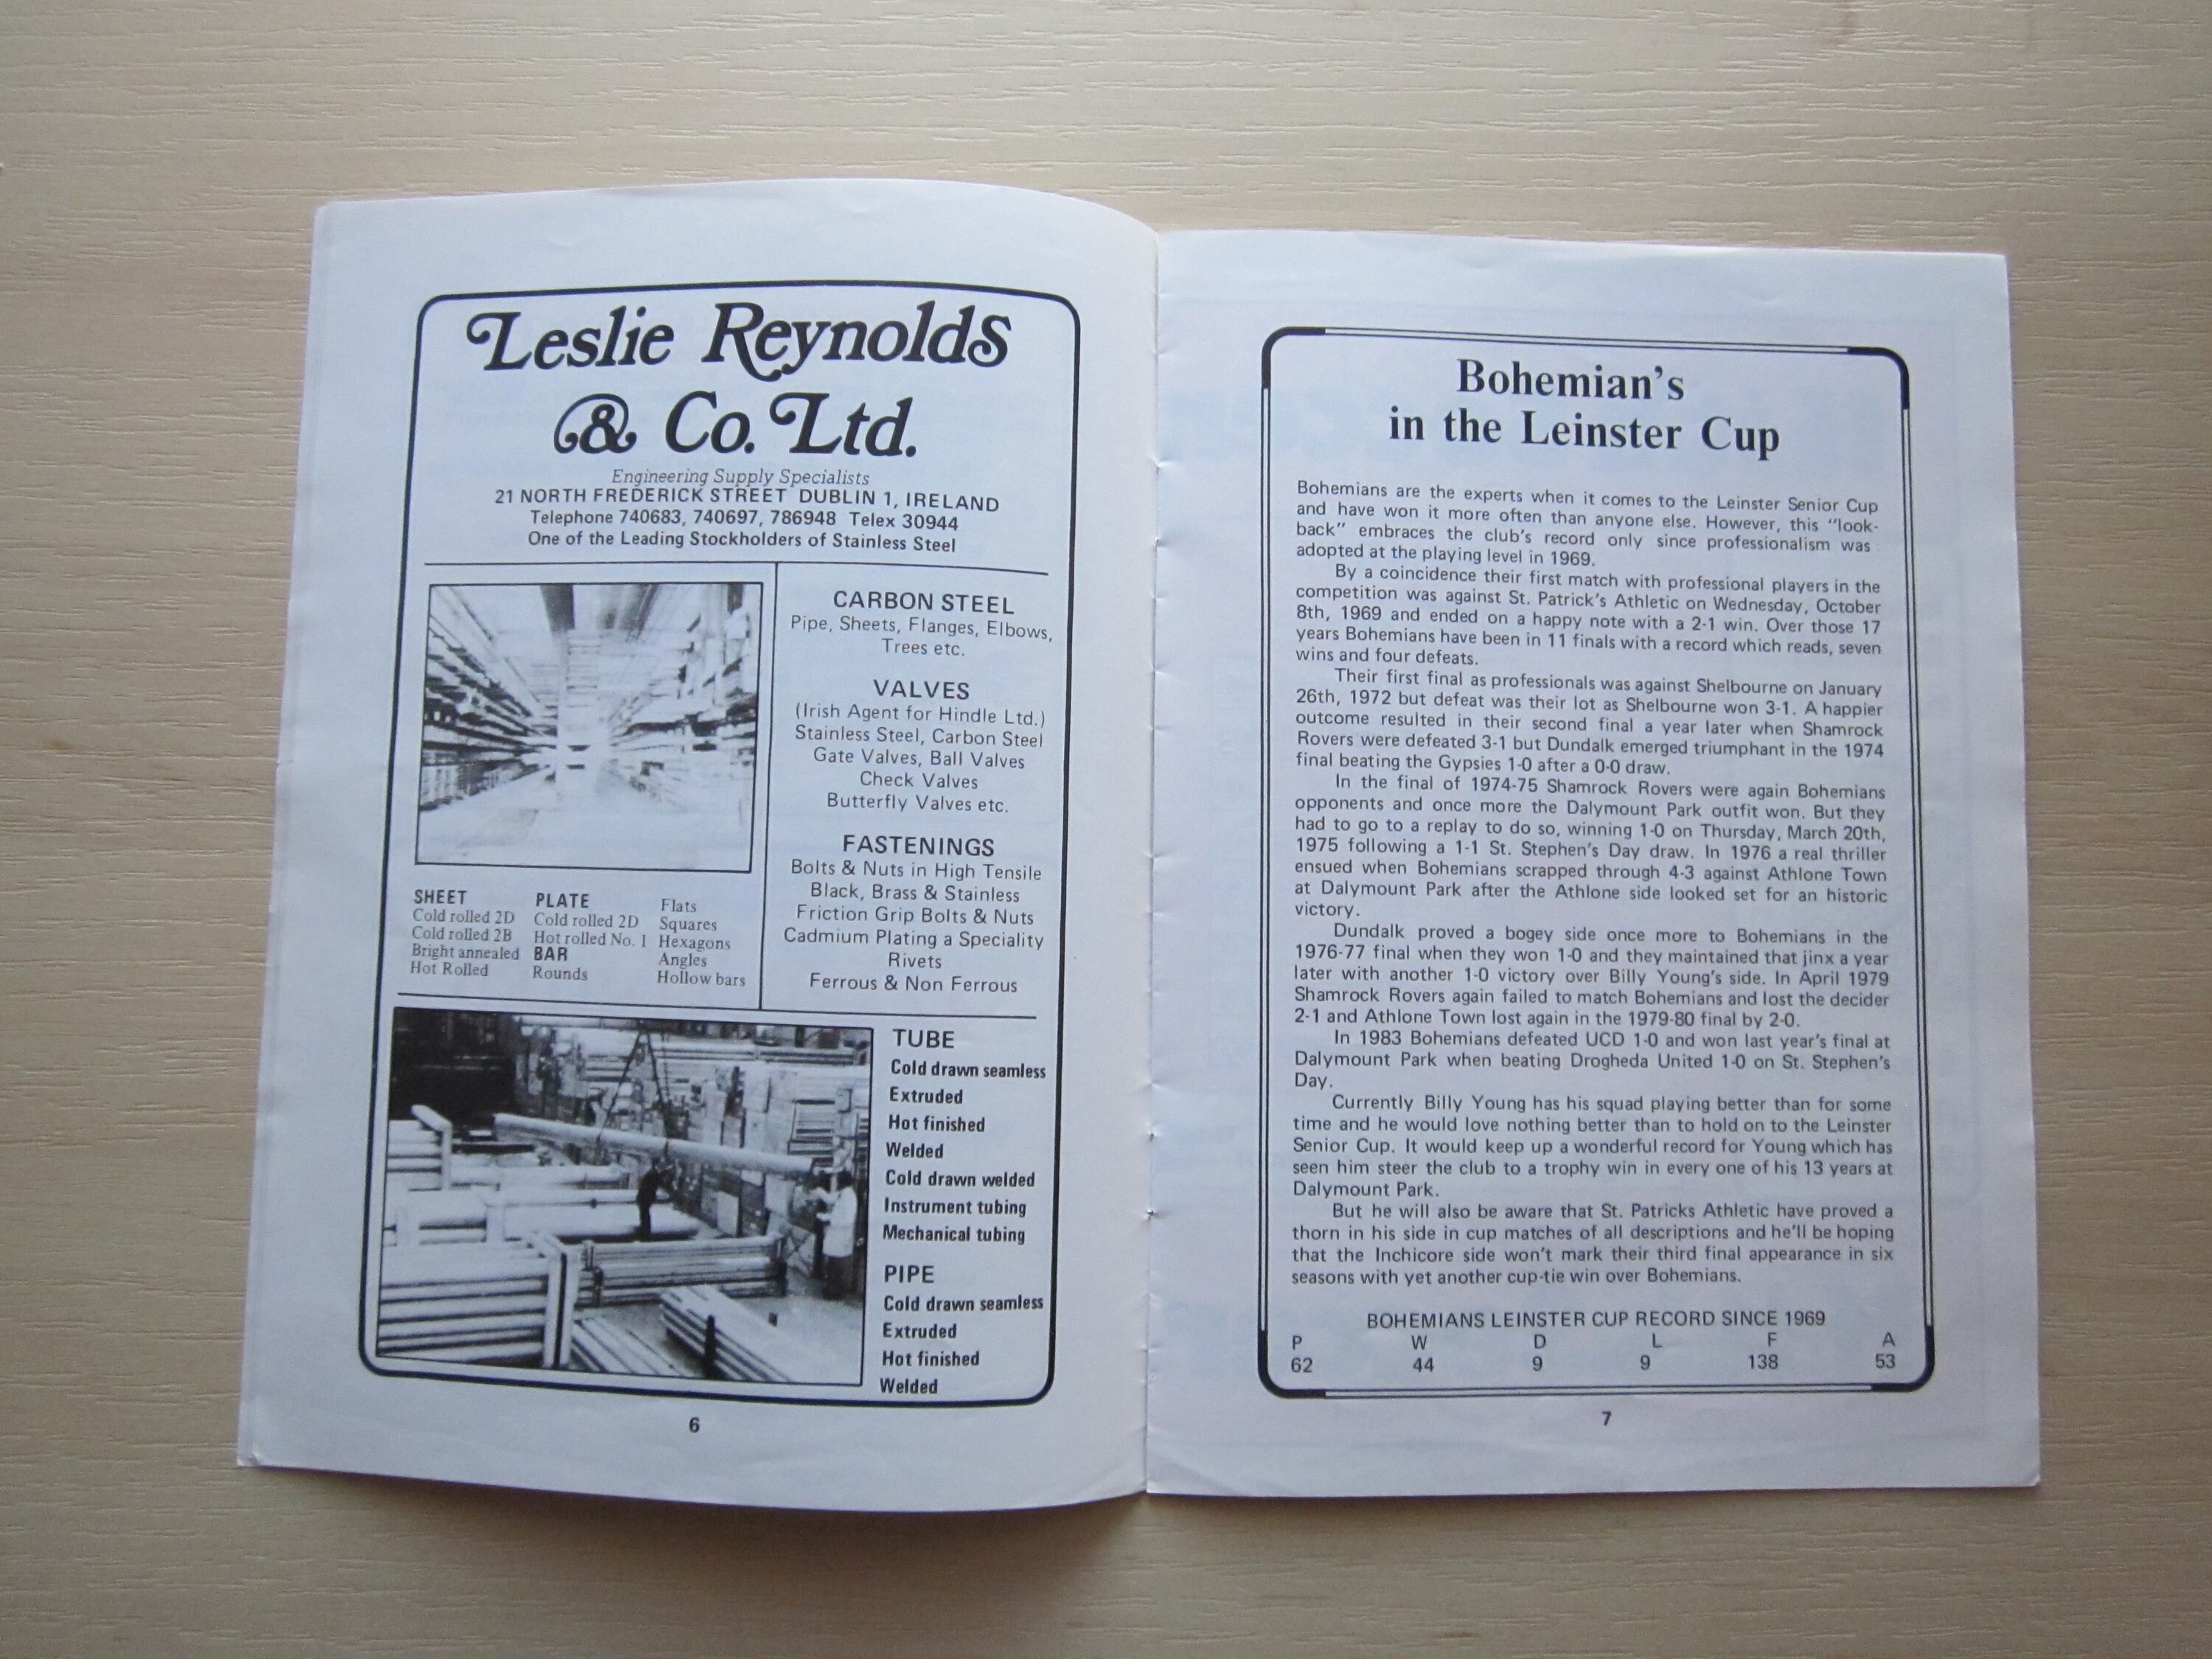 Leslie Reynolds
& Co. Ltd.
Engineering Supply Specialists
21 NORTH FREDERICK STREET DUBLIN 1, IRELAND
Telephone 740683, 740697, 786948 Telex 30944
One of the Leading Stockholders of Stainless Steel
CARBON STEEL
Pipe, Sheets, Flanges, Elbows,
Trees etc.
VALVES
(Irish Agent for Hindle Ltd.)
Stainless Steel, Carbon Steel
Gate Valves, Ball Valves
Check Valves
Butterfly Valves etc.
FASTENINGS
Bolts & Nuts in High Tensile
Black, Brass & Stainless
Friction Grip Bolts & Nuts
Cadmium Plating a Speciality
Rivets
Ferrous & Non Ferrous
SHEET
Cold rolled 2D
Cold rolled 2B
Bright annealed
Hot Rolled
PLATE
Cold rolled 2D
Hot rolled No. 1
BAR
Rounds
Flats
Squares
Hexagons
Angles
Hollow bars
TUBE
Cold drawn seamless
Extruded
Hot finished
Welded
Cold drawn welded
Instrument tubing
Mechanical tubing
PIPE
Cold drawn seamless
Extruded
Hot finished
Welded
6
Bohemian's
in the Leinster Cup
Bohemians are the experts when it comes to the Leinster Senior Cup
and have won it more often than anyone else. However, this "look-
back" embraces the club's record only since professionalism was
adopted at the playing level in 1969.
By a coincidence their first match with professional players in the
competition was against St. Patrick's Athletic on Wednesday, October
8th, 1969 and ended on a happy note with a 2-1 win. Over those 17
years Bohemians have been in 11 finals with a record which reads, seven
wins and four defeats.
Their first final as professionals was against Shelbourne on January
26th, 1972 but defeat was their lot as Shelbourne won 3-1. A happier
outcome resulted in their second final a year later when Shamrock
Rovers were defeated 3-1 but Dundalk emerged triumphant in the 1974
final beating the Gypsies 1-0 after a 0-0 draw.
In the final of 1974-75 Shamrock Rovers were again Bohemians
opponents and once more the Dalymount Park outfit won. But they
had to go to a replay to do so, winning 1-0 on Thursday, March 20th,
1975 following a 1-1 St. Stephen's Day draw. In 1976 a real thriller
ensued when Bohemians scrapped through 4-3 against Athlone Town
at Dalymount Park after the Athlone side looked set for an historic
victory.
Dundalk proved a bogey side once more to Bohemians in the
1976-77 final when they won 1-0 and they maintained that jinx a year
later with another 1-0 victory over Billy Young's side. In April 1979
Shamrock Rovers again failed to match Bohemians and lost the decider
2-1 and Athlone Town lost again in the 1979-80 final by 2-0.
In 1983 Bohemians defeated UCD 1-0 and won last year's final at
Dalymount Park when beating Drogheda United 1-0 on St. Stephen's
Day.
Currently Billy Young has his squad playing better than for some
time and he would love nothing better than to hold on to the Leinster
Senior Cup. It would keep up a wonderful record for Young which has
seen him steer the club to a trophy win in every one of his 13 years at
Dalymount Park.
But he will also be aware that St. Patricks Athletic have proved a
thorn in his side in cup matches of all descriptions and he'll be hoping
that the Inchicore side won't mark their third final appearance in six
seasons with yet another cup-tie win over Bohemians.
BOHEMIANS LEINSTER CUP RECORD SINCE 1969
P W D L F A
62 44 9 9 138 53
7